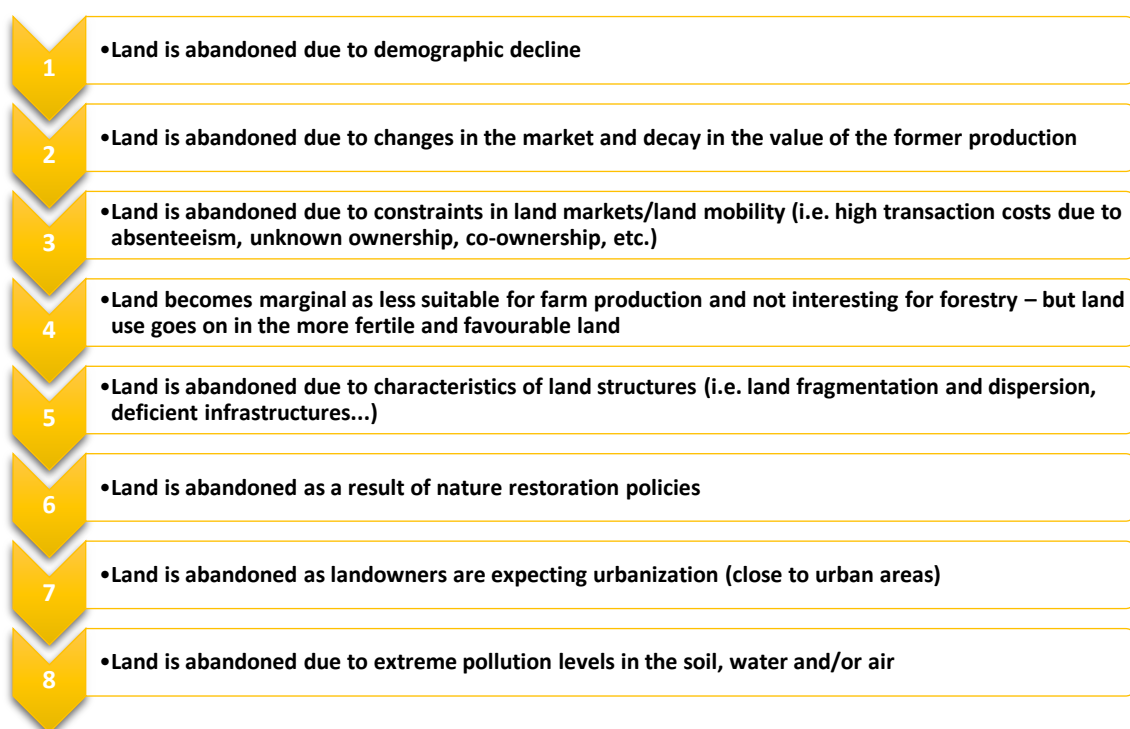 1
•Land is abandoned due to demographic decline
2
•Land is abandoned due to changes in the market and decay in the value of the former production
3
•Land is abandoned due to constraints in land markets/land mobility (i.e. high transaction costs due to
absenteeism, unknown ownership, co-ownership, etc.)
4
•Land becomes marginal as less suitable for farm production and not interesting for forestry – but land
use goes on in the more fertile and favourable land
5
•Land is abandoned due to characteristics of land structures (i.e. land fragmentation and dispersion,
deficient infrastructures...)
6
•Land is abandoned as a result of nature restoration policies
7
•Land is abandoned as landowners are expecting urbanization (close to urban areas)
8
•Land is abandoned due to extreme pollution levels in the soil, water and/or air